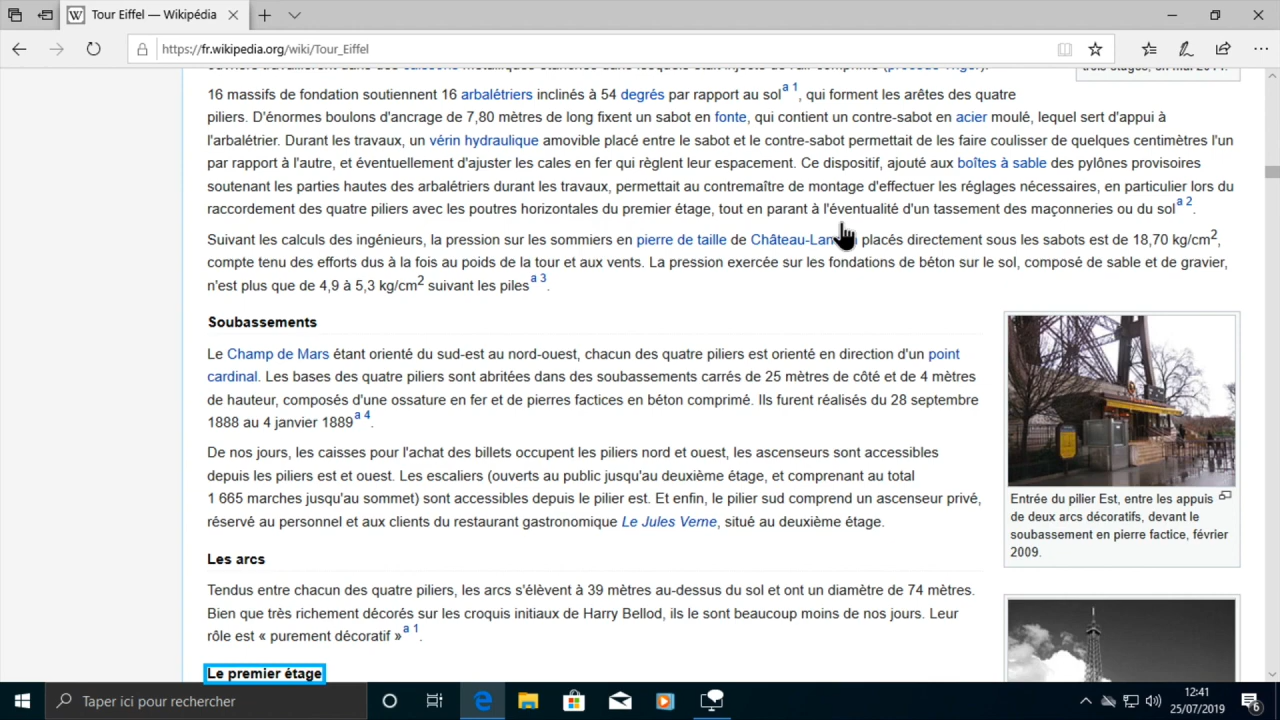 Tour Eiffel — Wikipédia
https://fr.wikipedia.org/wiki/Tour_Eiffel
16 massifs de fondation soutiennent 16 arbalétriers inclinés à 54 degrés par rapport au sol a 1, qui forment les arêtes des quatre
piliers. D'énormes boulons d'ancrage de 7,80 mètres de long fixent un sabot en fonte, qui contient un contre-sabot en acier moulé, lequel sert d'appui à
l'arbalétrier. Durant les travaux, un vérin hydraulique amovible placé entre le sabot et le contre-sabot permettait de les faire coulisser de quelques centimètres l'un
par rapport à l'autre, et éventuellement d'ajuster les cales en fer qui règlent leur espacement. Ce dispositif, ajouté aux boîtes à sable des pylônes provisoires
soutenant les parties hautes des arbalétriers durant les travaux, permettait au contremaître de montage d'effectuer les réglages nécessaires, en particulier lors du
raccordement des quatre piliers avec les poutres horizontales du premier étage, tout en parant à l'éventualité d'un tassement des maçonneries ou du sol a 2.
Suivant les calculs des ingénieurs, la pression sur les sommiers en pierre de taille de placés directement sous les sabots est de 18,70 kg/cm2,
compte tenu des efforts dus à la fois au poids de la tour et aux vents. La pression exercée sur les fondations de béton sur le sol, composé de sable et de gravier,
n'est plus que de 4,9 à 5,3 kg/cm2 suivant les piles a 3.
Soubassements
Le Champ de Mars étant orienté du sud-est au nord-ouest, chacun des quatre piliers est orienté en direction d'un point
cardinal. Les bases des quatre piliers sont abritées dans des soubassements carrés de 25 mètres de côté et de 4 mètres
de hauteur, composés d'une ossature en fer et de pierres factices en béton comprimé. Ils furent réalisés du 28 septembre
1888 au 4 janvier 1889 a 4.
De nos jours, les caisses pour l'achat des billets occupent les piliers nord et ouest, les ascenseurs sont accessibles
depuis les piliers est et ouest. Les escaliers (ouverts au public jusqu'au deuxième étage, et comprenant au total
1 665 marches jusqu'au sommet) sont accessibles depuis le pilier est. Et enfin, le pilier sud comprend un ascenseur privé,
réservé au personnel et aux clients du restaurant gastronomique Le Jules Verne, situé au deuxième étage.
Entrée du pilier Est, entre les appuis
de deux arcs décoratifs, devant le
soubassement en pierre factice, février
2009.
Les arcs
Tendus entre chacun des quatre piliers, les arcs s'élèvent à 39 mètres au-dessus du sol et ont un diamètre de 74 mètres.
Bien que très richement décorés sur les croquis initiaux de Harry Bellod, ils le sont beaucoup moins de nos jours. Leur
rôle est « purement décoratif » a 1.
Le premier étage
Taper ici pour rechercher
12:41
25/07/2019
6